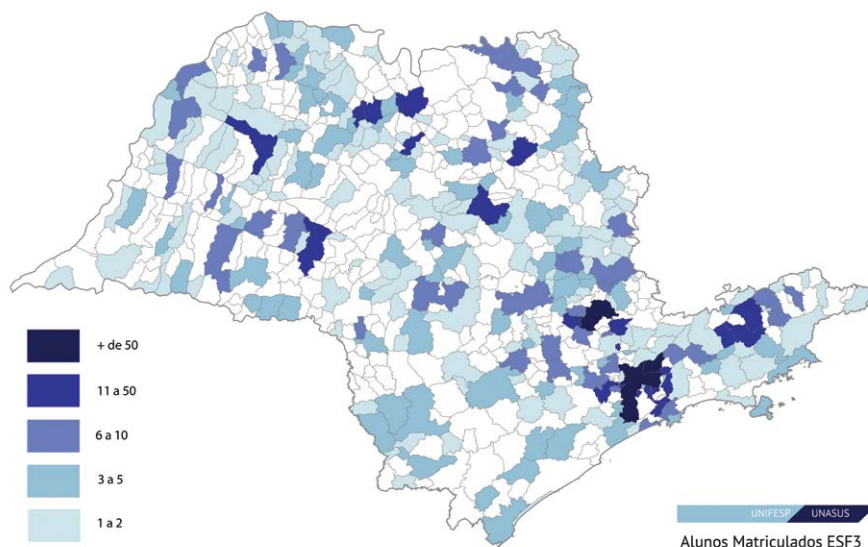 + de 50
11 a 50
6 a 10
3 a 5
1 a 2
UNIFESP UNASUS
Alunos Matriculados ESF3